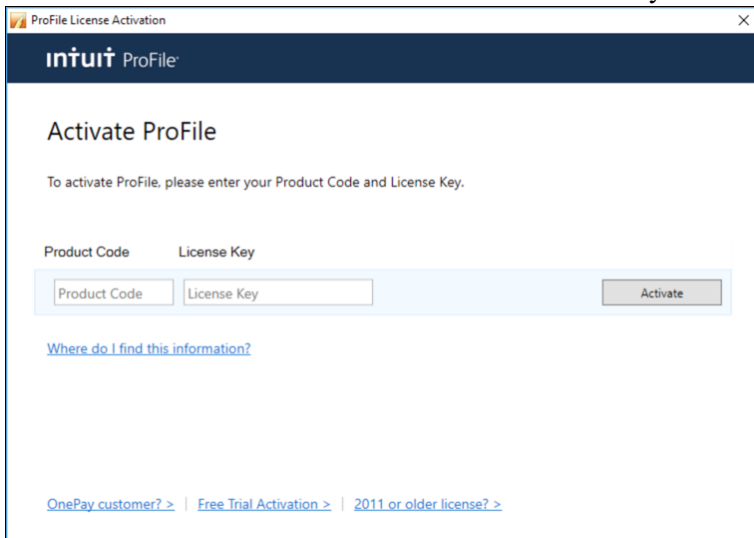 ProFile License Activation
ıntuıt ProFile
Activate ProFile
To activate ProFile, please enter your Product Code and License Key.
Product Code License Key
Product Code License Key Activate
Where do I find this information?
OnePay customer? > | Free Trial Activation > | 2011 or older license? >